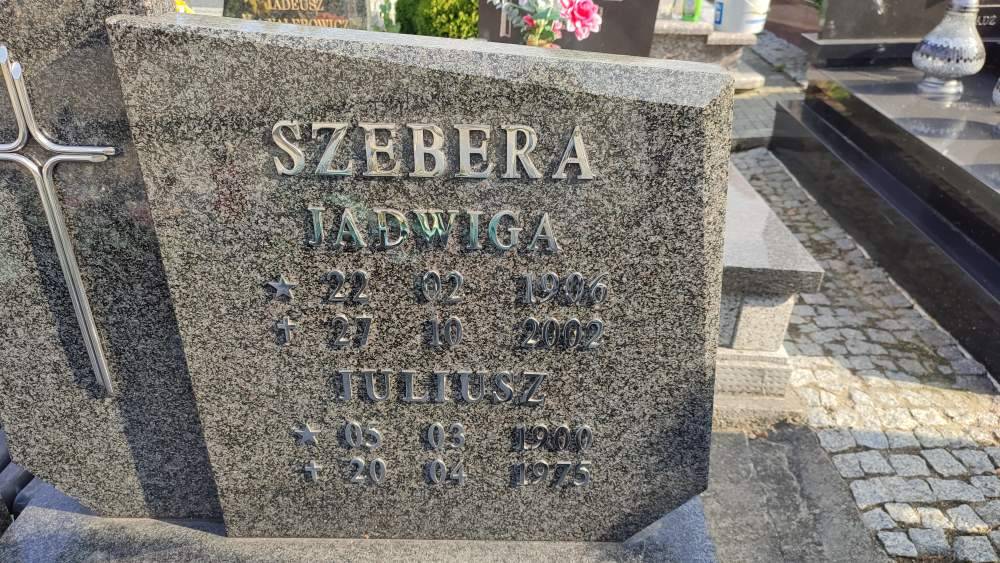 SZEBERA
JADWIGA
★ 22 02 1906
✝ 27 10 2002
JULIUSZ
★ 05 03 1900
✝ 20 04 1975